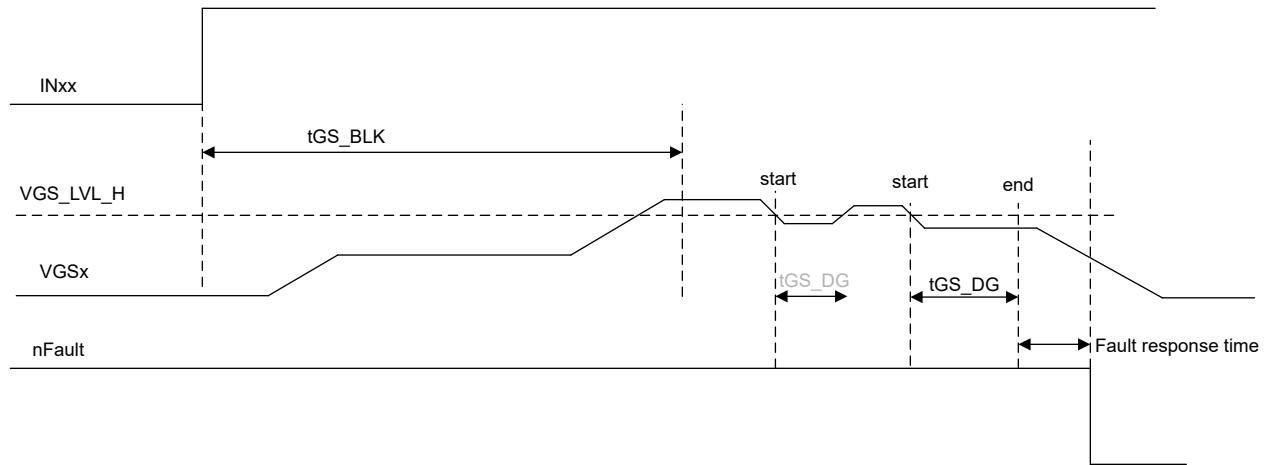 INxx
tGS_BLK
VGS_LVL_H
start
start
end
VGSx
tGS_DG
tGS_DG
nFault
Fault response time